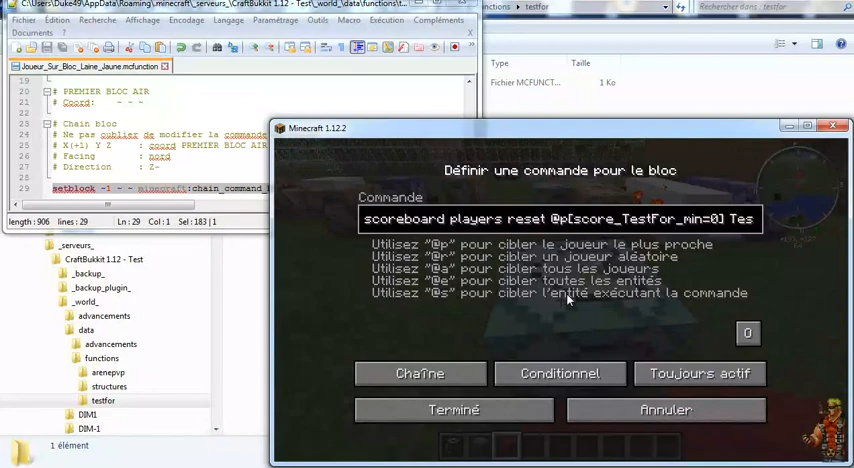 C:\Users\Duke49\AppData\Roaming\minecraft\_serveurs_\CraftBukkit 1.12 - Test\_world_\data\functions\t...
Fichier Édition Recherche Affichage Encodage Langage Paramétrage Outils Macro Exécution Compléments
Documents ? X
Joueur_Sur_Bloc_Laine_Jaune.mcfunction
19
20 # PREMIER BLOC AIR
21 # Coord: - - -
22
23 # Chain bloc
24 # Ne pas oublier de modifier la commande
25 # X(+1) Y Z : coord PREMIER BLOC
26 # Facing : nord
27 # Direction : Z-
28
29 setblock ~1 ~ ~ minecraft:chain_command_
length : 906 lines : 29 Ln : 29 Col : 1 Sel : 183 | 1
functions ▸ testfor
Rechercher dans : testfor
Type Taille
Fichier MCFUNCT... 1 Ko
_serveurs_
CraftBukkit 1.12 - Test
_backup_
_backup_plugin_
_world_
advancements
data
advancements
functions
arenepvp
structures
testfor
DIM1
DIM-1
1 élément
Minecraft 1.12.2
Définir une commande pour le bloc
Commande
scoreboard players reset @p[score_TestFor_min=0] Tes
Utilisez "@p" pour cibler le joueur le plus proche
Utilisez "@r" pour cibler un joueur aléatoire
Utilisez "@a" pour cibler tous les joueurs
Utilisez "@e" pour cibler toutes les entités
Utilisez "@s" pour cibler l'entité exécutant la commande
0
Chaîne Conditionnel Toujours actif
Terminé Annuler